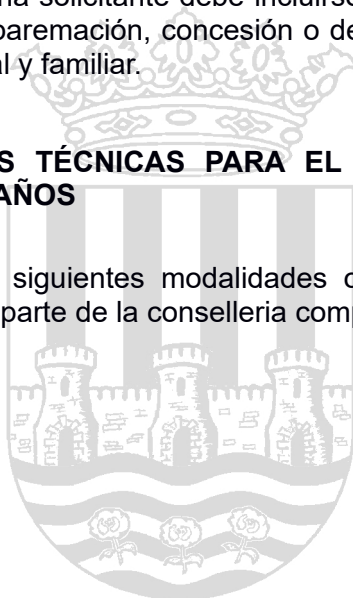 na solicitante debe incluirse
paremación, concesión o de
al y familiar.
S TÉCNICAS PARA EL
AÑOS
siguientes modalidades
parte de la conselleria comp